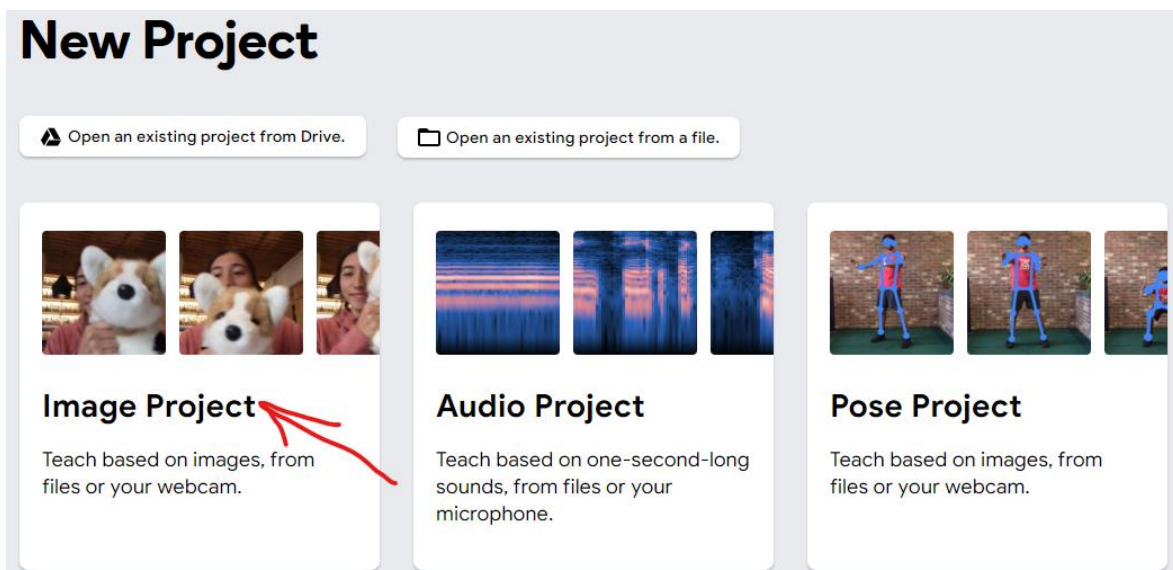 New Project
Open an existing project from Drive.
Open an existing project from a file.
Image Project
Teach based on images, from
files or your webcam.
Audio Project
Teach based on one-second-long
sounds, from files or your
microphone.
Pose Project
Teach based on images, from
files or your webcam.